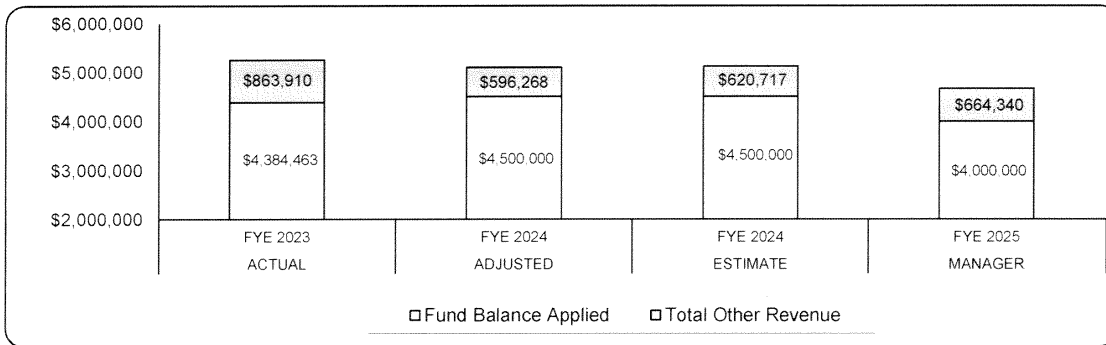 $6,000,000
$5,000,000
$4,000,000
$3,000,000
$2,000,000
$863,910
$596,268
$620,717
$664,340
$4,384,463
$4,500,000
$4,500,000
$4,000,000
FYE 2023
ACTUAL
FYE 2024
ADJUSTED
FYE 2024
ESTIMATE
FYE 2025
MANAGER
Fund Balance Applied
Total Other Revenue